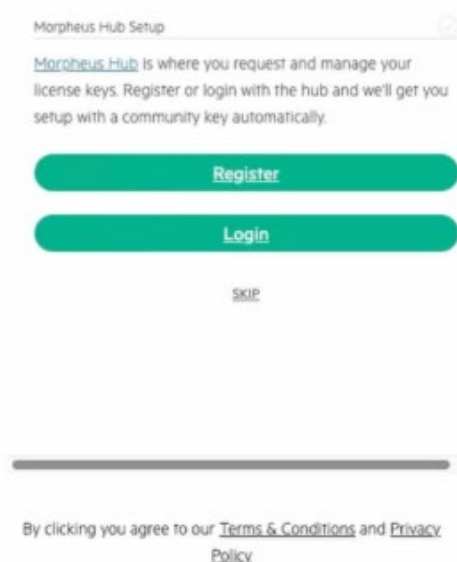 Morpheus Hub Setup
Morpheus Hub is where you request and manage your
license keys. Register or login with the hub and we'll get you
setup with a community key automatically.
Register
Login
SKIP
By clicking you agree to our Terms & Conditions and Privacy
Policy